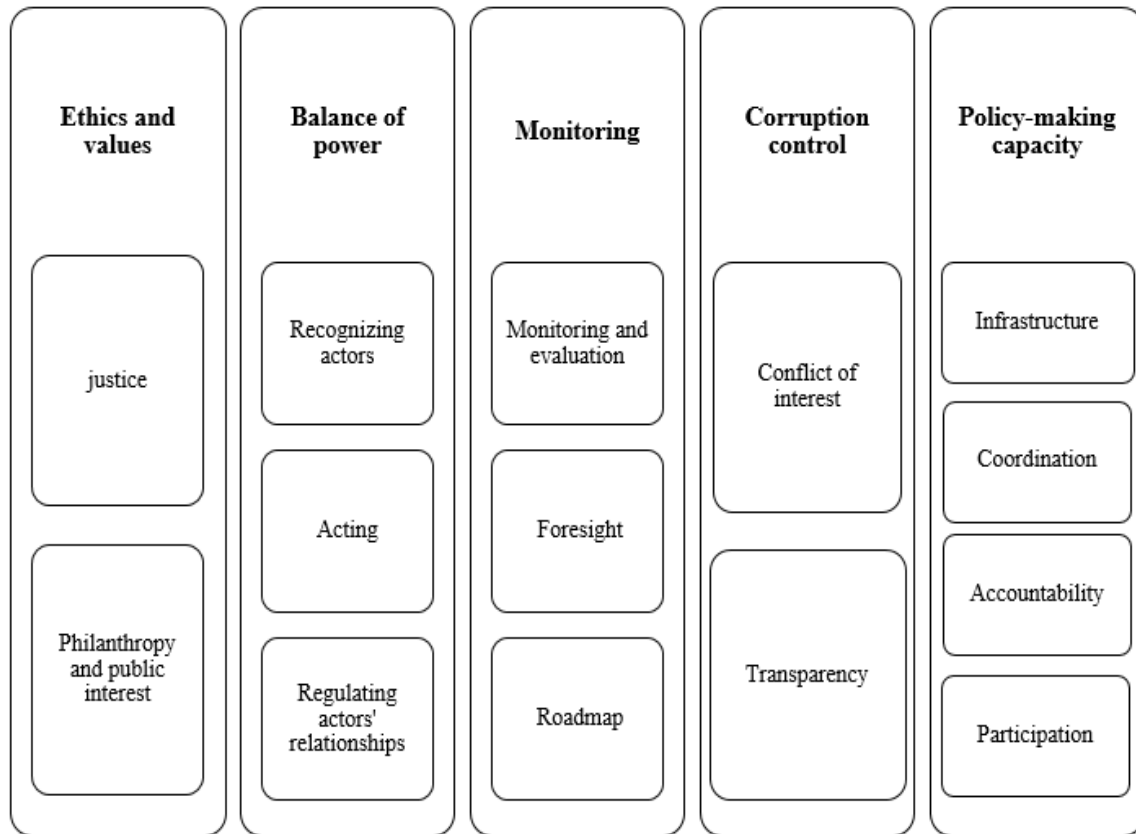 Ethics and
values
justice
Philanthropy
and public
interest
Balance of
power
Recognizing
actors
Acting
Regulating
actors'
relationships
Monitoring
Monitoring and
evaluation
Foresight
Roadmap
Corruption
control
Conflict of
interest
Transparency
Policy-making
capacity
Infrastructure
Coordination
Accountability
Participation